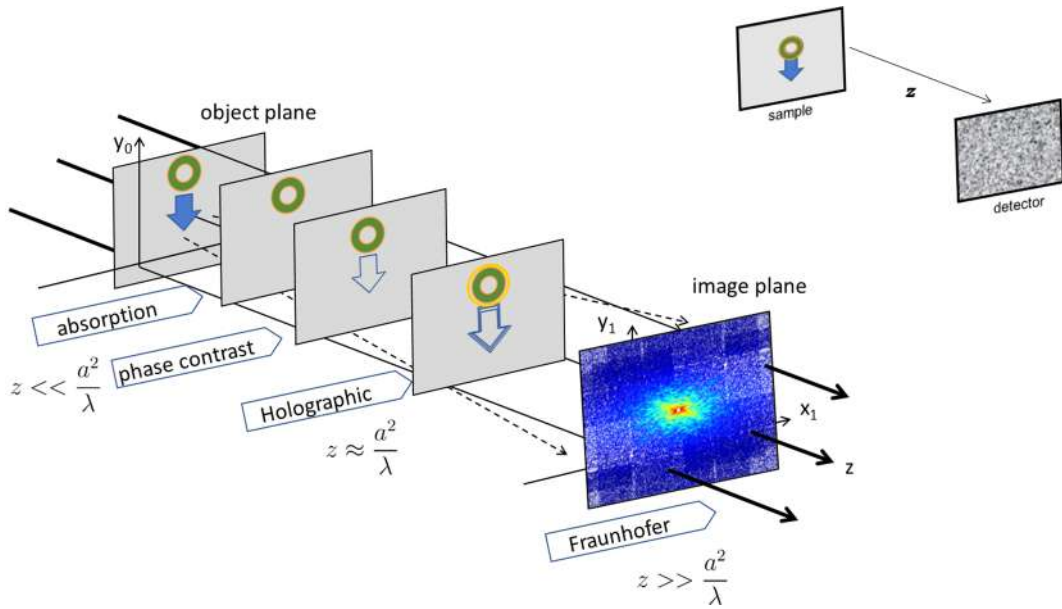 object plane
y₀
absorption
z << a²/λ
phase contrast
Holographic
z ≈ a²/λ
image plane
y₁
x₁
z
Fraunhofer
z >> a²/λ
sample
z
detector